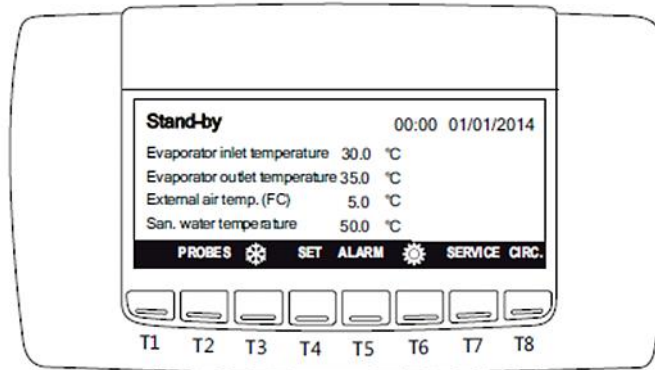 Stand-by 00:00 01/01/2014
Evaporator inlet temperature 30.0 °C
Evaporator outlet temperature 35.0 °C
External air temp. (FC) 5.0 °C
San. water temperature 50.0 °C
PROBES SET ALARM SERVICE CIRC.
T1 T2 T3 T4 T5 T6 T7 T8